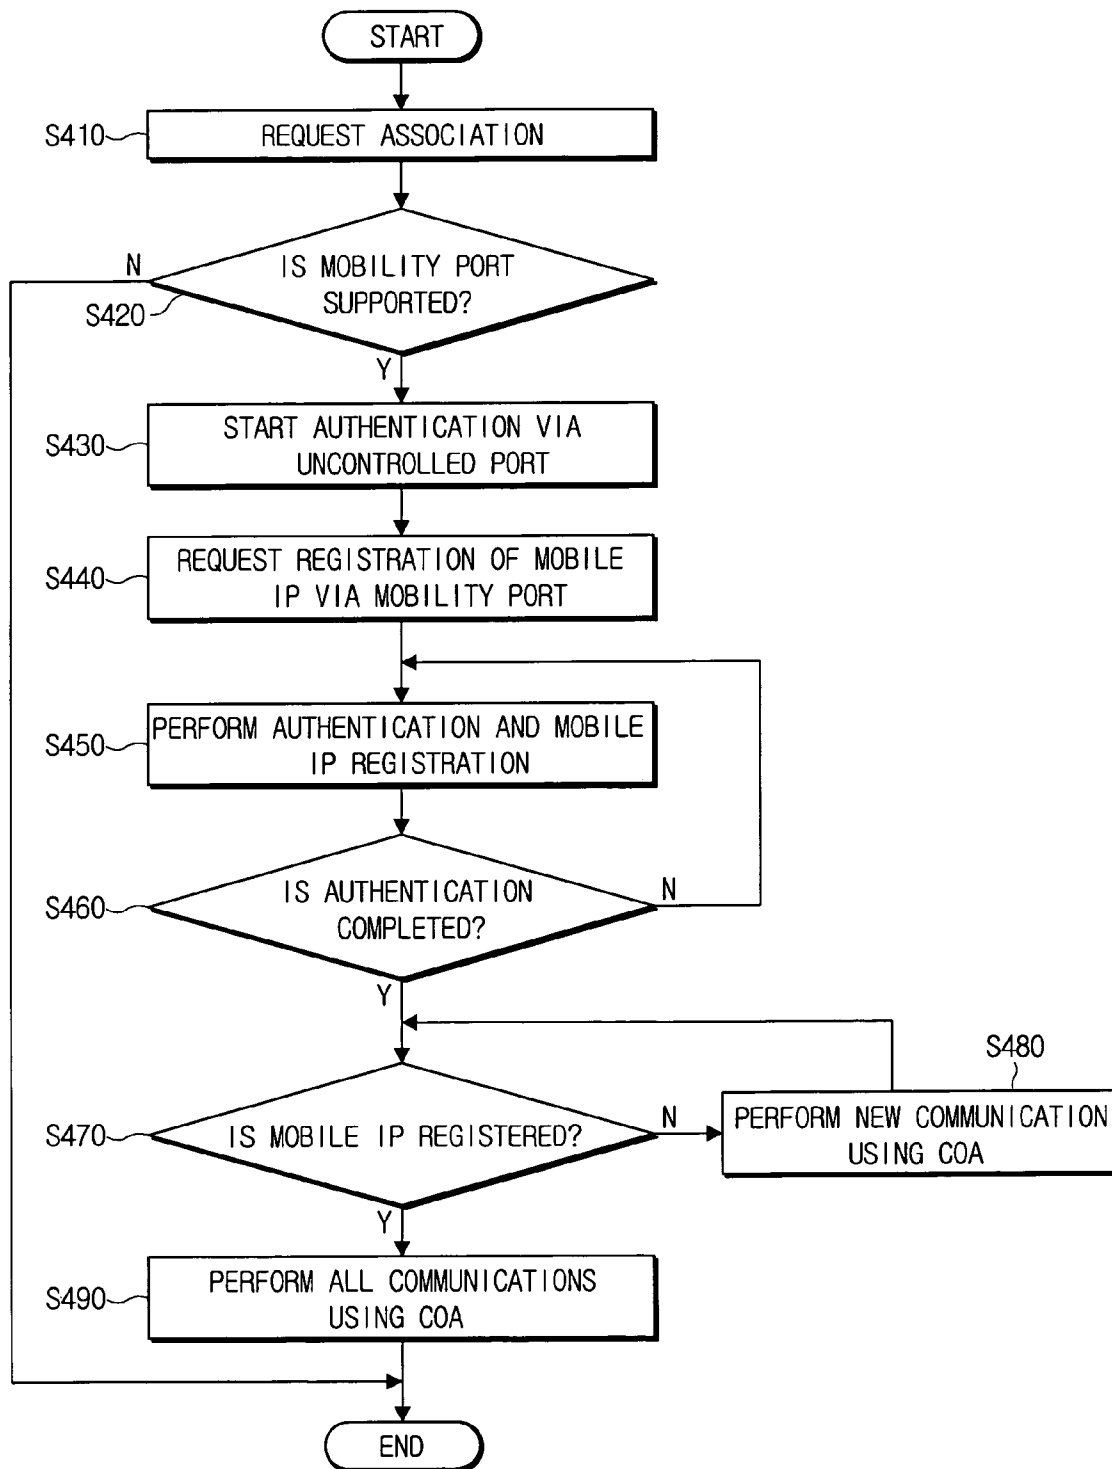 START
S410
REQUEST ASSOCIATION
N
IS MOBILITY PORT
SUPPORTED?
S420
Y
S430
START AUTHENTICATION VIA
UNCONTROLLED PORT
S440
REQUEST REGISTRATION OF MOBILE
IP VIA MOBILITY PORT
S450
PERFORM AUTHENTICATION AND MOBILE
IP REGISTRATION
S460
IS AUTHENTICATION
COMPLETED?
N
Y
S470
IS MOBILE IP REGISTERED?
N
S480
PERFORM NEW COMMUNICATION
USING COA
Y
S490
PERFORM ALL COMMUNICATIONS
USING COA
END